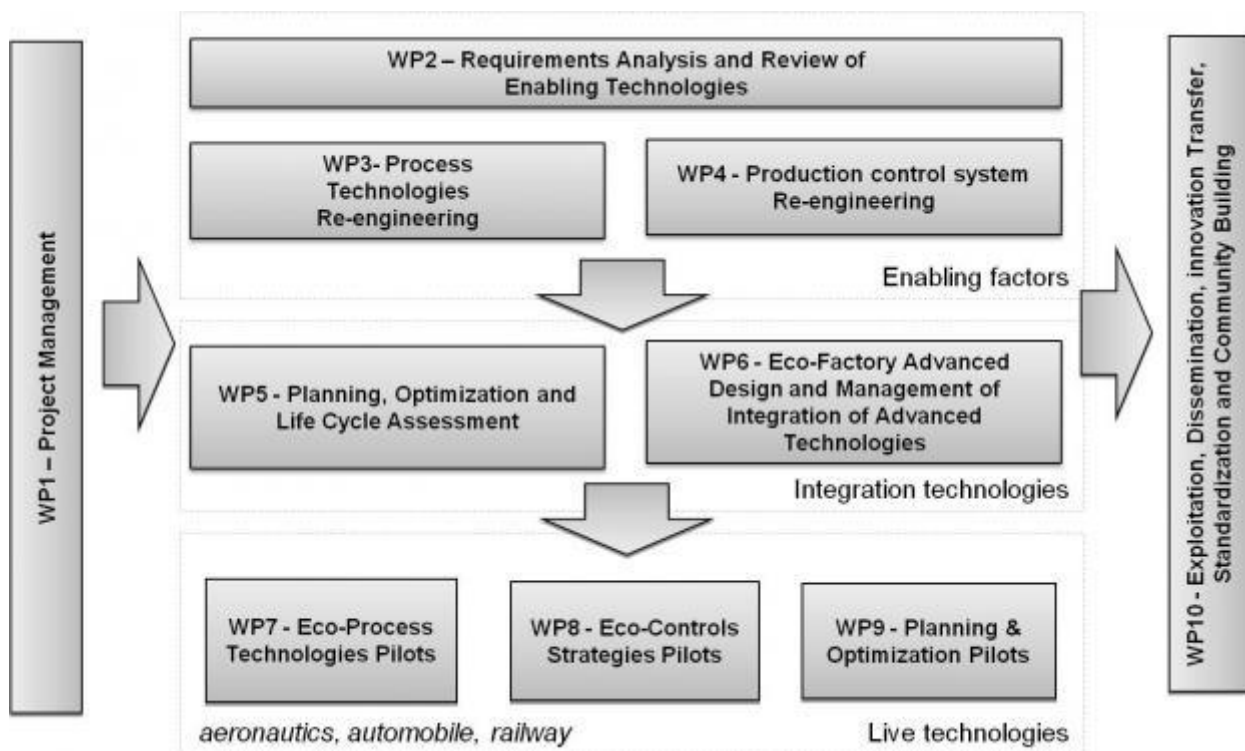 WP1 – Project Management
WP2 – Requirements Analysis and Review of
Enabling Technologies
WP3- Process
Technologies
Re-engineering
WP4 - Production control system
Re-engineering
Enabling factors
WP5 - Planning, Optimization and
Life Cycle Assessment
WP6 - Eco-Factory Advanced
Design and Management of
Integration of Advanced
Technologies
Integration technologies
WP7 - Eco-Process
Technologies Pilots
WP8 - Eco-Controls
Strategies Pilots
WP9 - Planning &
Optimization Pilots
aeronautics, automobile, railway
Live technologies
WP10 - Exploitation, Dissemination, innovation Transfer,
Standardization and Community Building